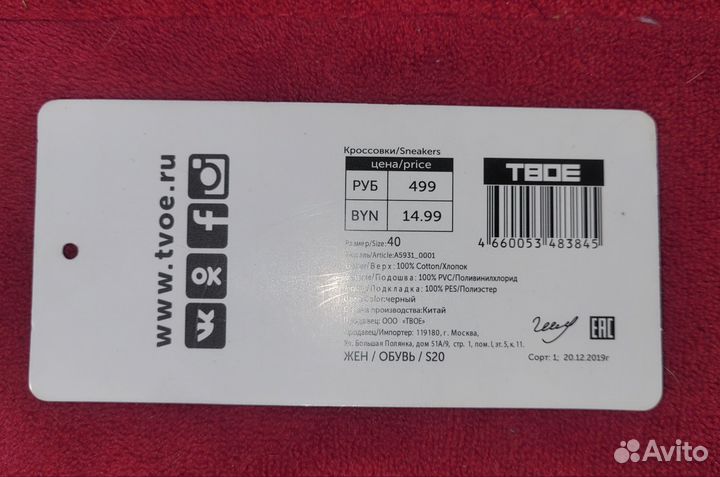 www.tvoe.ru
Кроссовки/Sneakers
цена/price
РУБ 499
BYN 14.99
ТВОЕ
4 660053 483845
Размер/Size: 40
Article:A5931_0001
Верх: 100% Cotton/Хлопок
Подошва: 100% PVC/Поливинилхлорид
Подкладка: 100% PES/Полиэстер
Color:черный
производства:Китай
ООО «ТВОЕ»
Продавец/Импортер: 119180, г. Москва,
Ул. Большая Полянка, дом 51А/9, стр. 1, пом. I, эт. 5, к. 11.
ЖЕН / ОБУВЬ / S20
EAC
Сорт: 1; 20.12.2019г
Avito